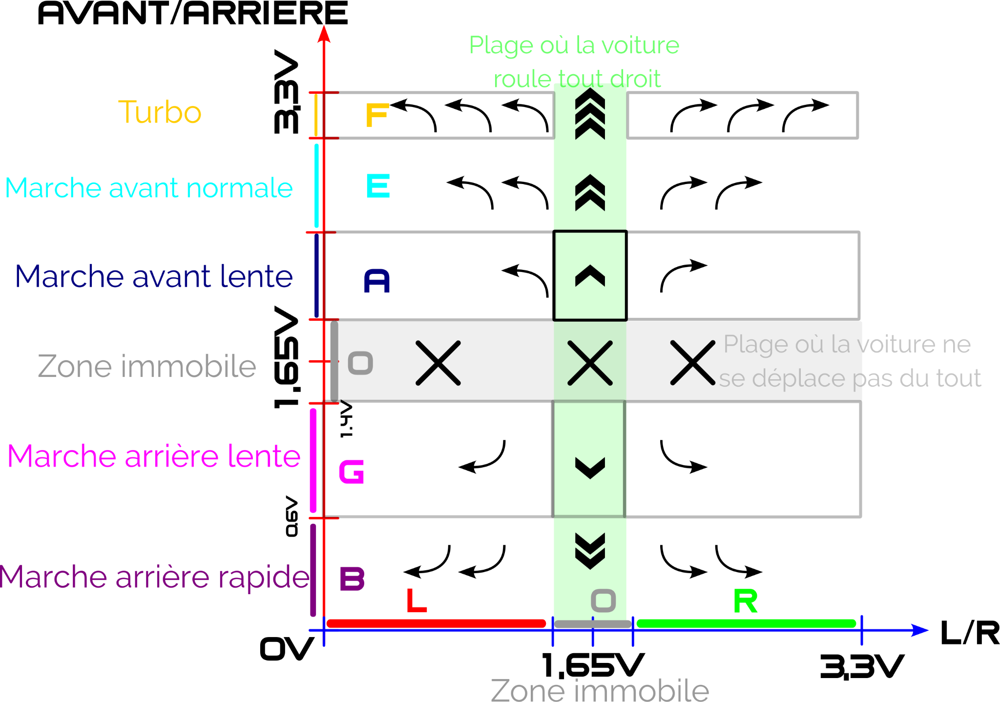 AVANT/ARRIERE
Plage où la voiture
roule tout droit
3.3V
Turbo
F
Marche avant normale
E
Marche avant lente
A
1.65V
Zone immobile
O
Plage où la voiture ne
se déplace pas du tout
1.4V
Marche arrière lente
G
0.6V
Marche arrière rapide
B
L
O
R
0V
1.65V
3.3V
L/R
Zone immobile